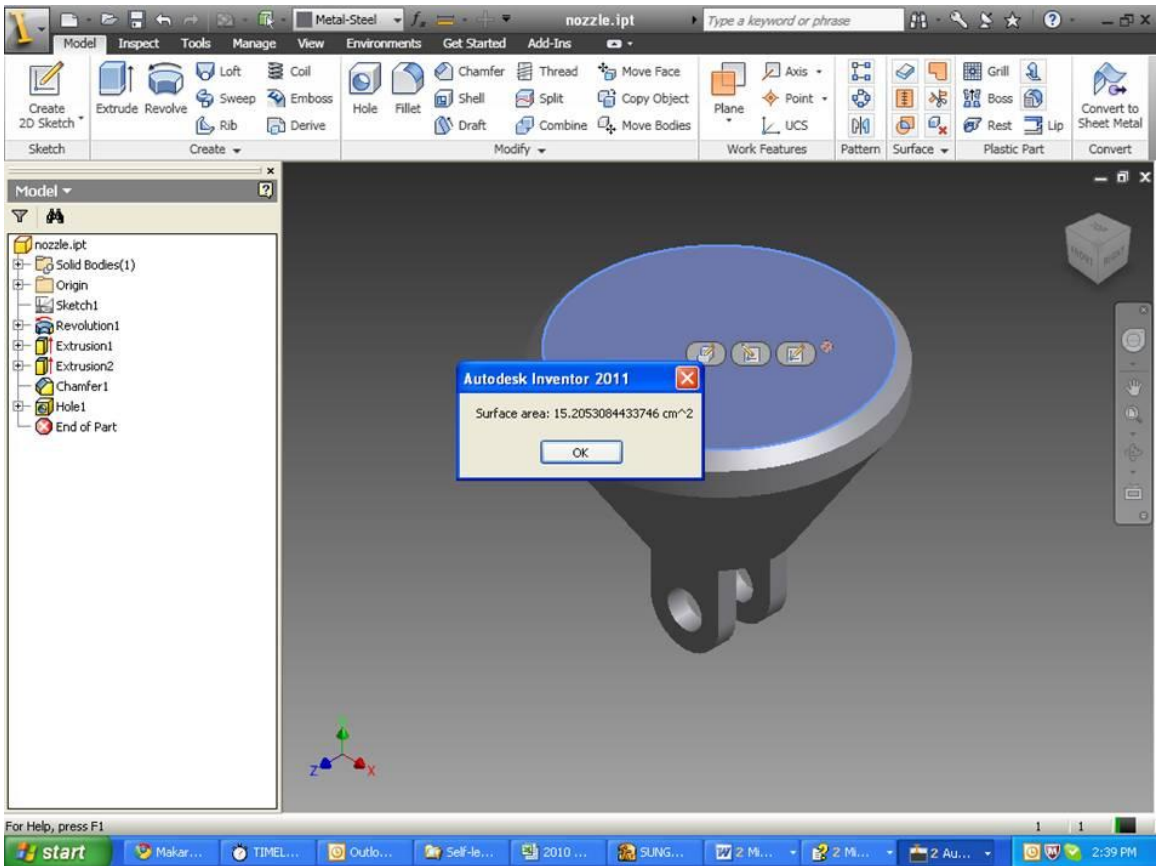 Metal-Steel
nozzle.ipt
Type a keyword or phrase
Model Inspect Tools Manage View Environments Get Started Add-Ins
Create 2D Sketch
Extrude Revolve
Loft
Sweep
Rib
Coil
Emboss
Derive
Hole Fillet
Chamfer
Shell
Draft
Thread
Split
Combine
Move Face
Copy Object
Move Bodies
Plane
Axis
Point
UCS
Grill
Boss
Rest
Lip
Convert to Sheet Metal
Sketch Create Modify Work Features Pattern Surface Plastic Part Convert
Model
nozzle.ipt
Solid Bodies(1)
Origin
Sketch1
Revolution1
Extrusion1
Extrusion2
Chamfer1
Hole1
End of Part
FRONT RIGHT
Autodesk Inventor 2011
Surface area: 15.2053084433746 cm^2
OK
Z X
For Help, press F1
1 1
start Makar... TIMEL... Outlo... Self-le... 2010 ... SUNG... 2 Mi... 2 Mi... 2 Au... 2:39 PM